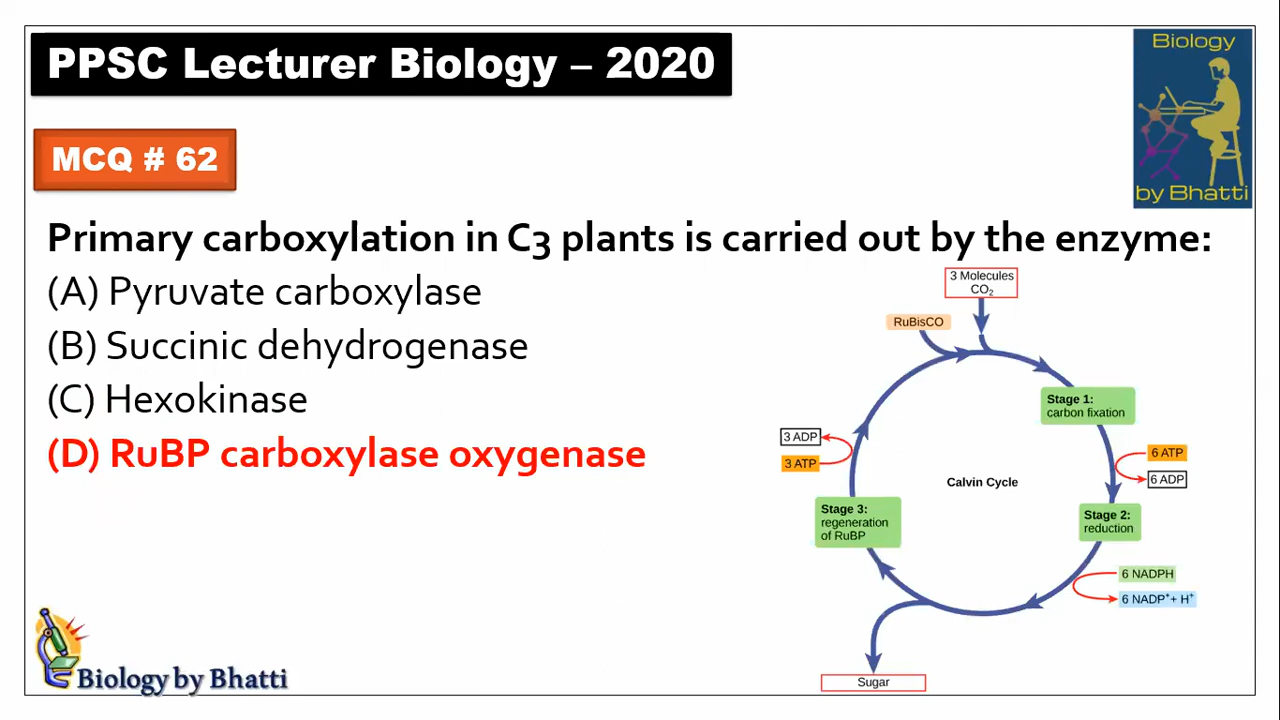 PPSC Lecturer Biology – 2020
Biology
by Bhatti
MCQ # 62
Primary carboxylation in C3 plants is carried out by the enzyme:
(A) Pyruvate carboxylase
(B) Succinic dehydrogenase
(C) Hexokinase
(D) RuBP carboxylase oxygenase
3 Molecules
CO₂
RuBisCO
Stage 1:
carbon fixation
3 ADP
3 ATP
6 ATP
6 ADP
Calvin Cycle
Stage 3:
regeneration
of RuBP
Stage 2:
reduction
6 NADPH
6 NADP⁺+ H⁺
Sugar
Biology by Bhatti